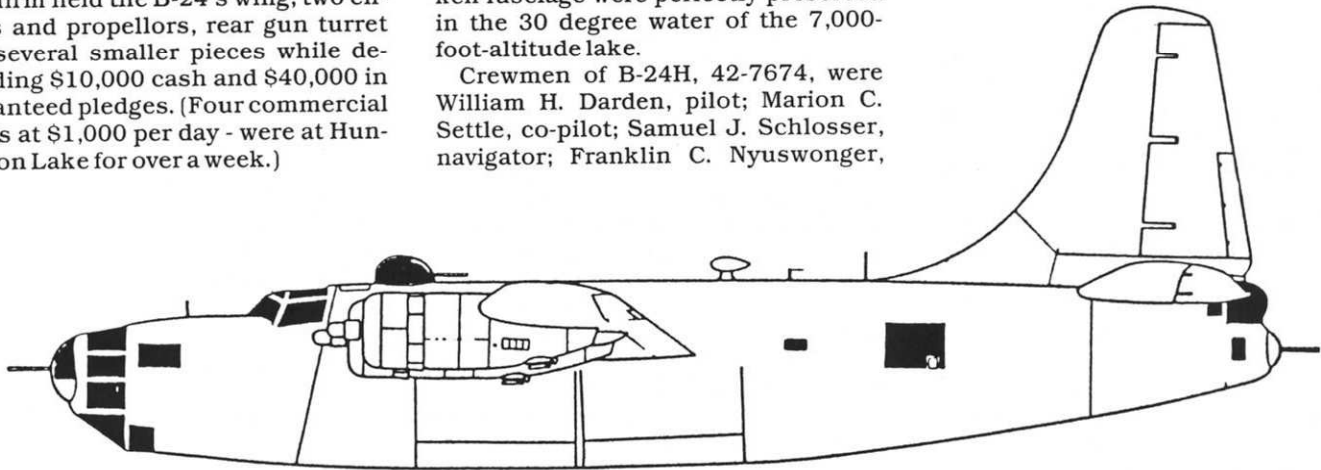 held the B-24's wing, two en-
s and propellors, rear gun turret
several smaller pieces while de-
ding $10,000 cash and $40,000 in
anteed pledges. (Four commercial
s at $1,000 per day - were at Hun-
on Lake for over a week.)
in the 30 degree water of the 7,000-
foot-altitude lake.
Crewmen of B-24H, 42-7674, were
William H. Darden, pilot; Marion C.
Settle, co-pilot; Samuel J. Schlosser,
navigator; Franklin C. Nyuswonger,